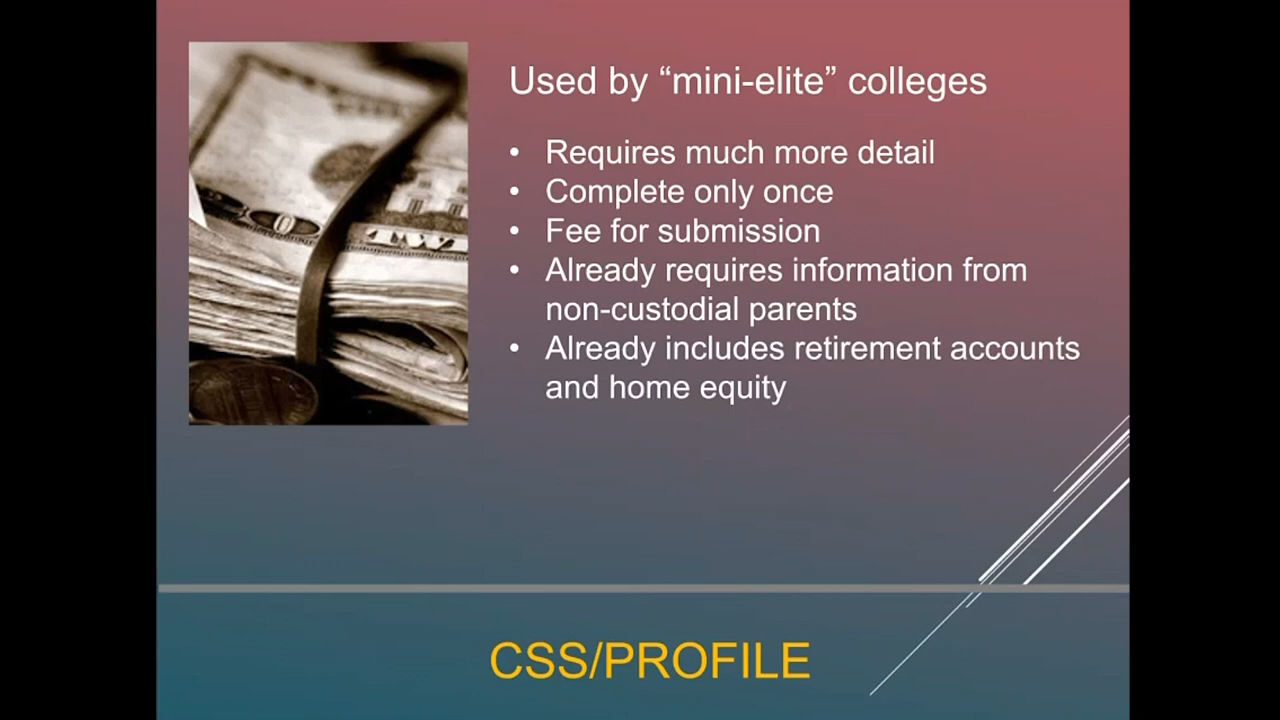 Used by “mini-elite” colleges
• Requires much more detail
• Complete only once
• Fee for submission
• Already requires information from
non-custodial parents
• Already includes retirement accounts
and home equity
CSS/PROFILE